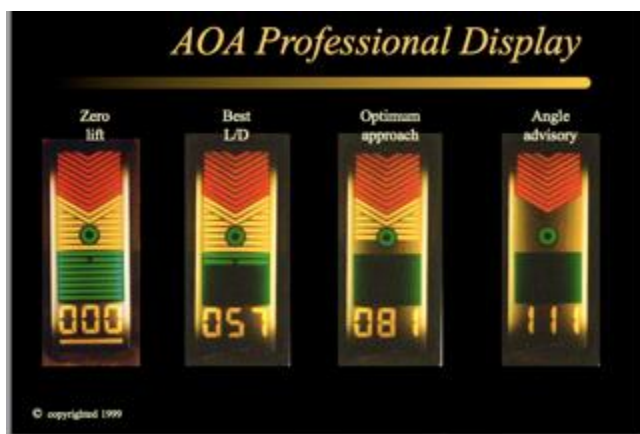 AOA Professional Display
Zero
lift
Best
L/D
Optimum
approach
Angle
advisory
000
057
081
111
© copyrighted 1999